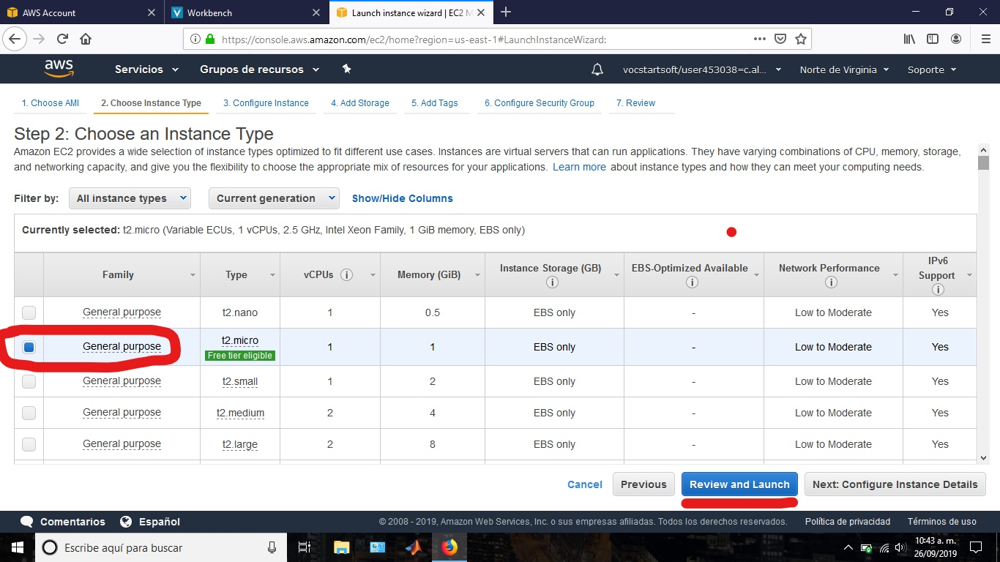 AWS Account
Workbench
Launch instance wizard | EC2 M
https://console.aws.amazon.com/ec2/home?region=us-east-1#LaunchInstanceWizard:
aws
Servicios
Grupos de recursos
vocstartsoft/user453038=c.al...
Norte de Virginia
Soporte
1. Choose AMI
2. Choose Instance Type
3. Configure Instance
4. Add Storage
5. Add Tags
6. Configure Security Group
7. Review
Step 2: Choose an Instance Type
Amazon EC2 provides a wide selection of instance types optimized to fit different use cases. Instances are virtual servers that can run applications. They have varying combinations of CPU, memory, storage,
and networking capacity, and give you the flexibility to choose the appropriate mix of resources for your applications. Learn more about instance types and how they can meet your computing needs.
Filter by: All instance types Current generation Show/Hide Columns
Currently selected: t2.micro (Variable ECUs, 1 vCPUs, 2.5 GHz, Intel Xeon Family, 1 GiB memory, EBS only)
Family Type vCPUs Memory (GiB) Instance Storage (GB) EBS-Optimized Available Network Performance IPv6 Support
General purpose t2.nano 1 0.5 EBS only - Low to Moderate Yes
General purpose t2.micro 1 1 EBS only - Low to Moderate Yes
Free tier eligible
General purpose t2.small 1 2 EBS only - Low to Moderate Yes
General purpose t2.medium 2 4 EBS only - Low to Moderate Yes
General purpose t2.large 2 8 EBS only - Low to Moderate Yes
Cancel Previous Review and Launch Next: Configure Instance Details
Comentarios Español © 2008 - 2019, Amazon Web Services, Inc. o sus empresas afiliadas. Todos los derechos reservados. Política de privacidad Términos de uso
Escribe aquí para buscar
10:43 a. m.
26/09/2019